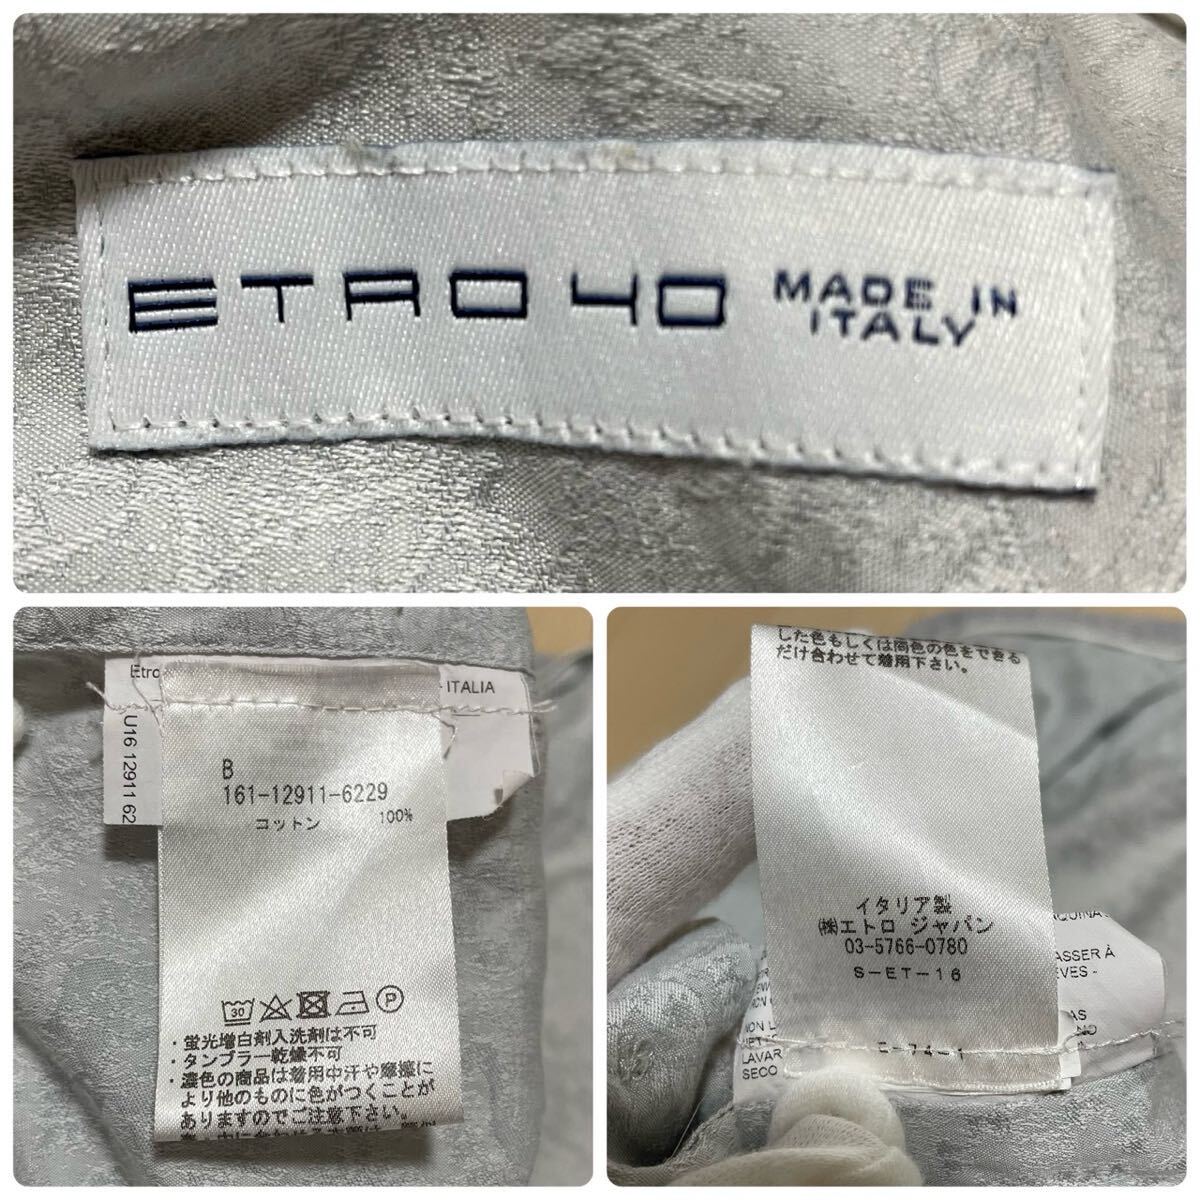 ETRO 40 MADE IN
ITALY
Etro
ITALIA
U16 12911 62
B
161-12911-6229
コットン 100%
30 P
・蛍光増白剤入洗剤は不可
・タンブラー乾燥不可
・濃色の商品は着用中汗や摩擦に
より他のものに色がつくことが
ありますのでご注意下さい。
した色もしくは同色の色をできる
だけ合わせて着用下さい。
イタリア製
㈱エトロ ジャパン
03-5766-0780
S-ET-16
ASSER À
EVES -
NON L
LAVAR
SECO